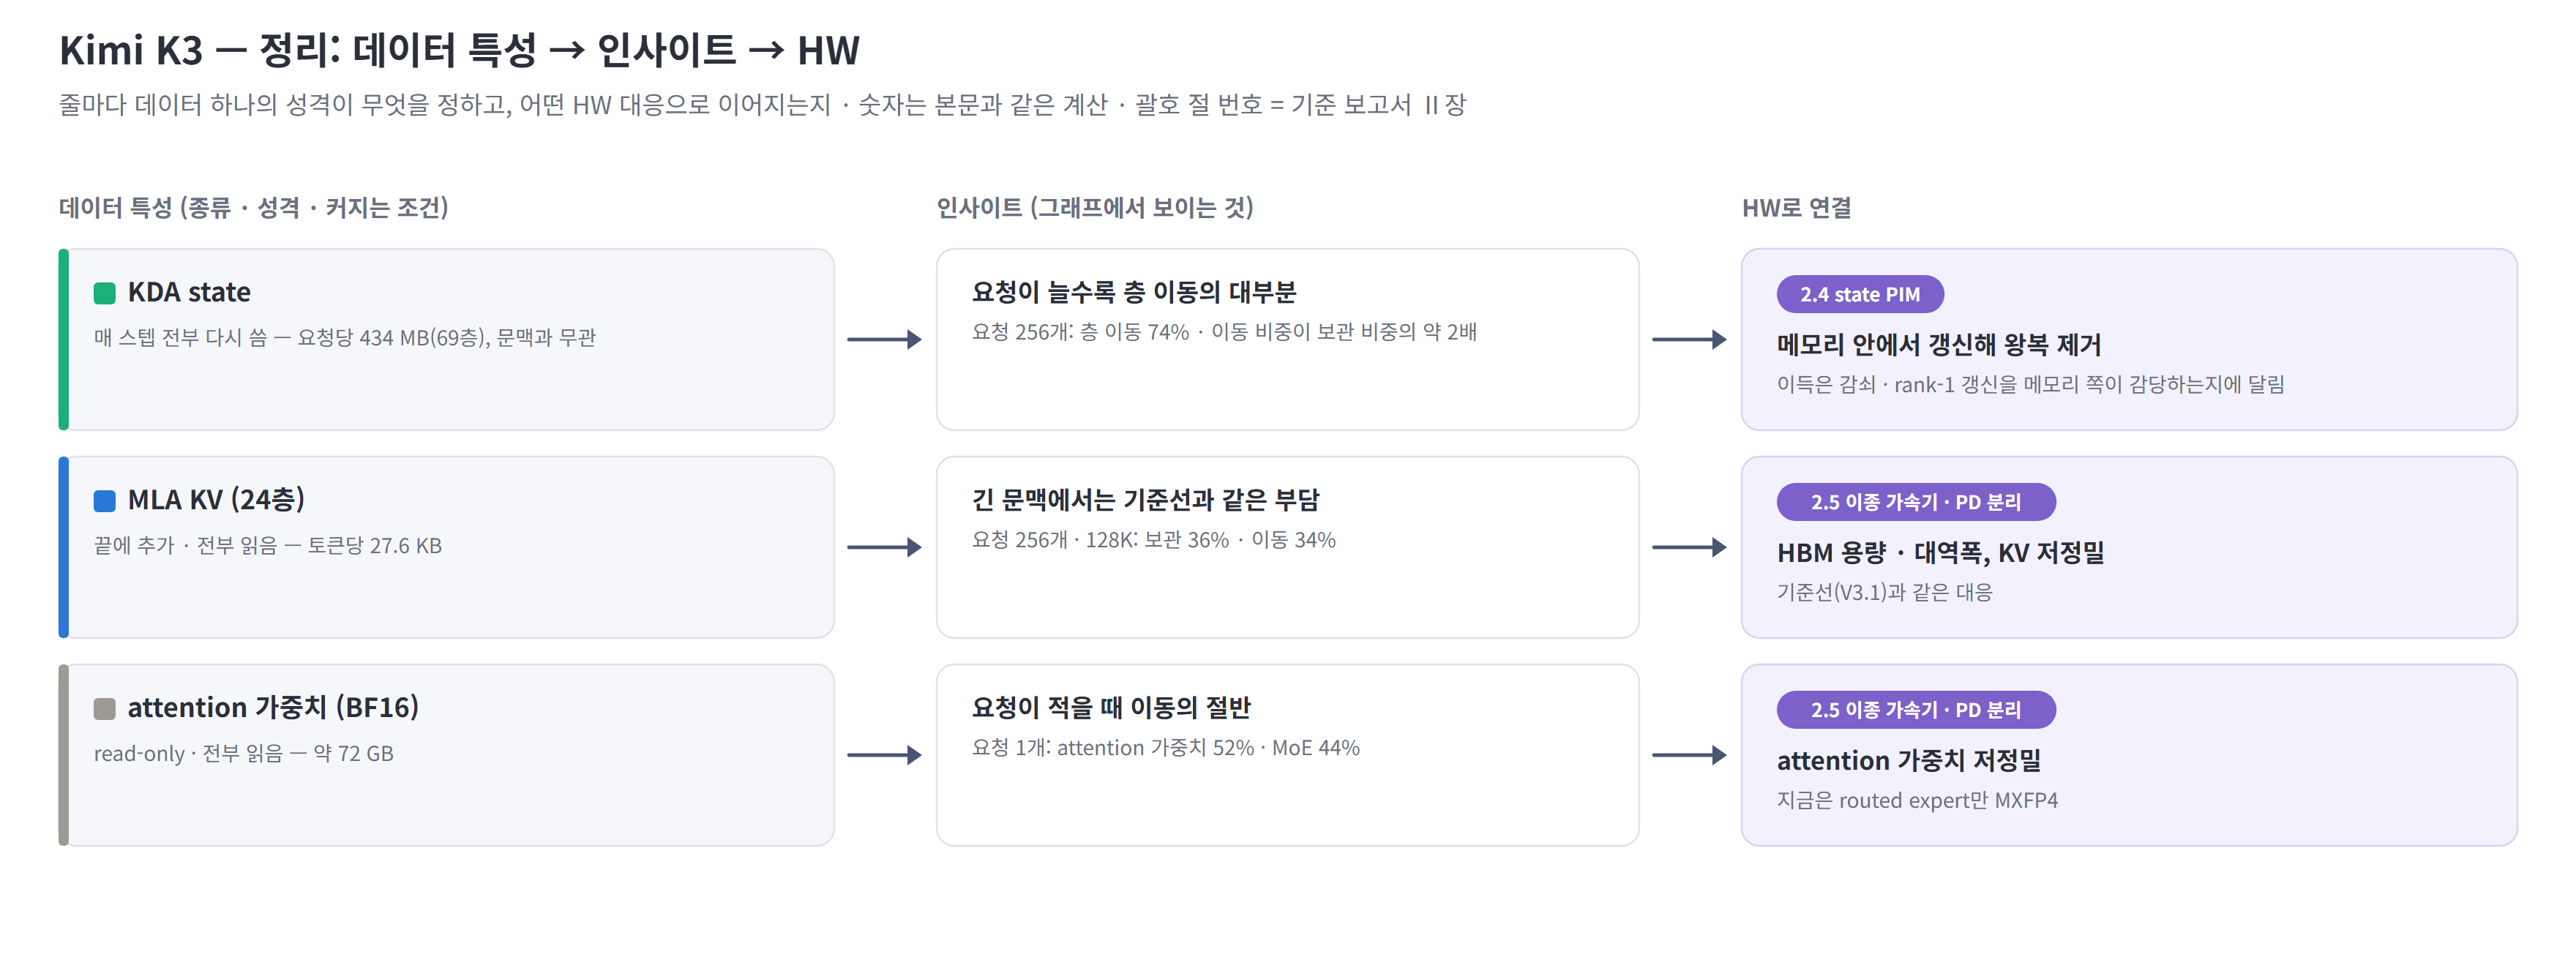 Kimi K3 — 정리: 데이터 특성 → 인사이트 → HW
줄마다 데이터 하나의 성격이 무엇을 정하고, 어떤 HW 대응으로 이어지는지 · 숫자는 본문과 같은 계산 · 괄호 절 번호 = 기준 보고서 Ⅱ장
데이터 특성 (종류 · 성격 · 커지는 조건)
인사이트 (그래프에서 보이는 것)
HW로 연결
KDA state
매 스텝 전부 다시 씀 — 요청당 434 MB(69층), 문맥과 무관
요청이 늘수록 층 이동의 대부분
요청 256개: 층 이동 74% · 이동 비중이 보관 비중의 약 2배
2.4 state PIM
메모리 안에서 갱신해 왕복 제거
이득은 감쇠 · rank-1 갱신을 메모리 쪽이 감당하는지에 달림
MLA KV (24층)
끝에 추가 · 전부 읽음 — 토큰당 27.6 KB
긴 문맥에서는 기준선과 같은 부담
요청 256개 · 128K: 보관 36% · 이동 34%
2.5 이종 가속기 · PD 분리
HBM 용량 · 대역폭, KV 저정밀
기준선(V3.1)과 같은 대응
attention 가중치 (BF16)
read-only · 전부 읽음 — 약 72 GB
요청이 적을 때 이동의 절반
요청 1개: attention 가중치 52% · MoE 44%
2.5 이종 가속기 · PD 분리
attention 가중치 저정밀
지금은 routed expert만 MXFP4